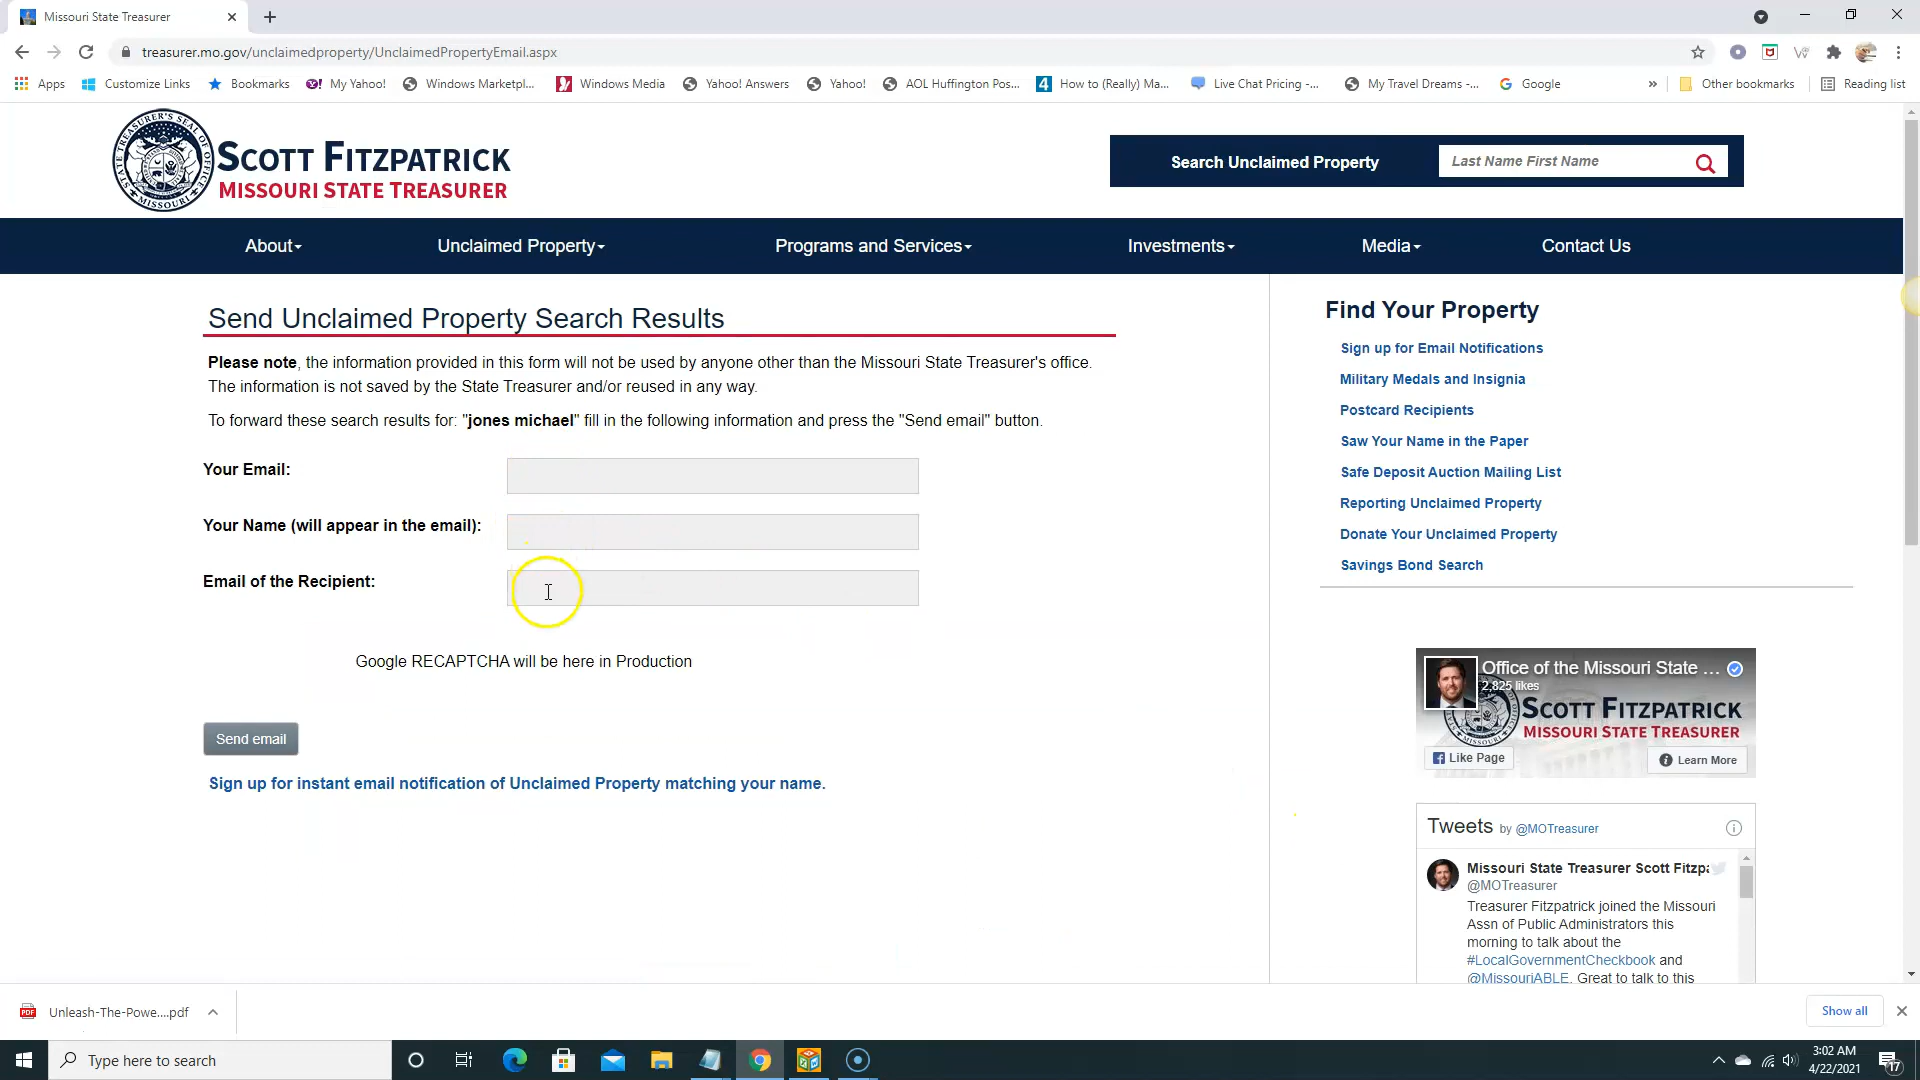 Missouri State Treasurer
treasurer.mo.gov/unclaimedproperty/UnclaimedPropertyEmail.aspx
Apps Customize Links Bookmarks My Yahoo! Windows Marketpl... Windows Media Yahoo! Answers Yahoo! AOL Huffington Pos... How to (Really) Ma... Live Chat Pricing -... My Travel Dreams -... Google » Other bookmarks Reading list
SCOTT FITZPATRICK
MISSOURI STATE TREASURER
Search Unclaimed Property Last Name First Name
About Unclaimed Property Programs and Services Investments Media Contact Us
Send Unclaimed Property Search Results
Please note, the information provided in this form will not be used by anyone other than the Missouri State Treasurer's office.
The information is not saved by the State Treasurer and/or reused in any way.
To forward these search results for: "jones michael" fill in the following information and press the "Send email" button.
Your Email:
Your Name (will appear in the email):
Email of the Recipient:
Google RECAPTCHA will be here in Production
Send email
Sign up for instant email notification of Unclaimed Property matching your name.
Find Your Property
Sign up for Email Notifications
Military Medals and Insignia
Postcard Recipients
Saw Your Name in the Paper
Safe Deposit Auction Mailing List
Reporting Unclaimed Property
Donate Your Unclaimed Property
Savings Bond Search
Office of the Missouri State ...
2,825 likes
SCOTT FITZPATRICK
MISSOURI STATE TREASURER
Like Page Learn More
Tweets by @MOTreasurer
Missouri State Treasurer Scott Fitzp
@MOTreasurer
Treasurer Fitzpatrick joined the Missouri
Assn of Public Administrators this
morning to talk about the
#LocalGovernmentCheckbook and
@MissouriABLE. Great to talk to this
Unleash-The-Powe....pdf
Show all
Type here to search
3:02 AM
4/22/2021
17